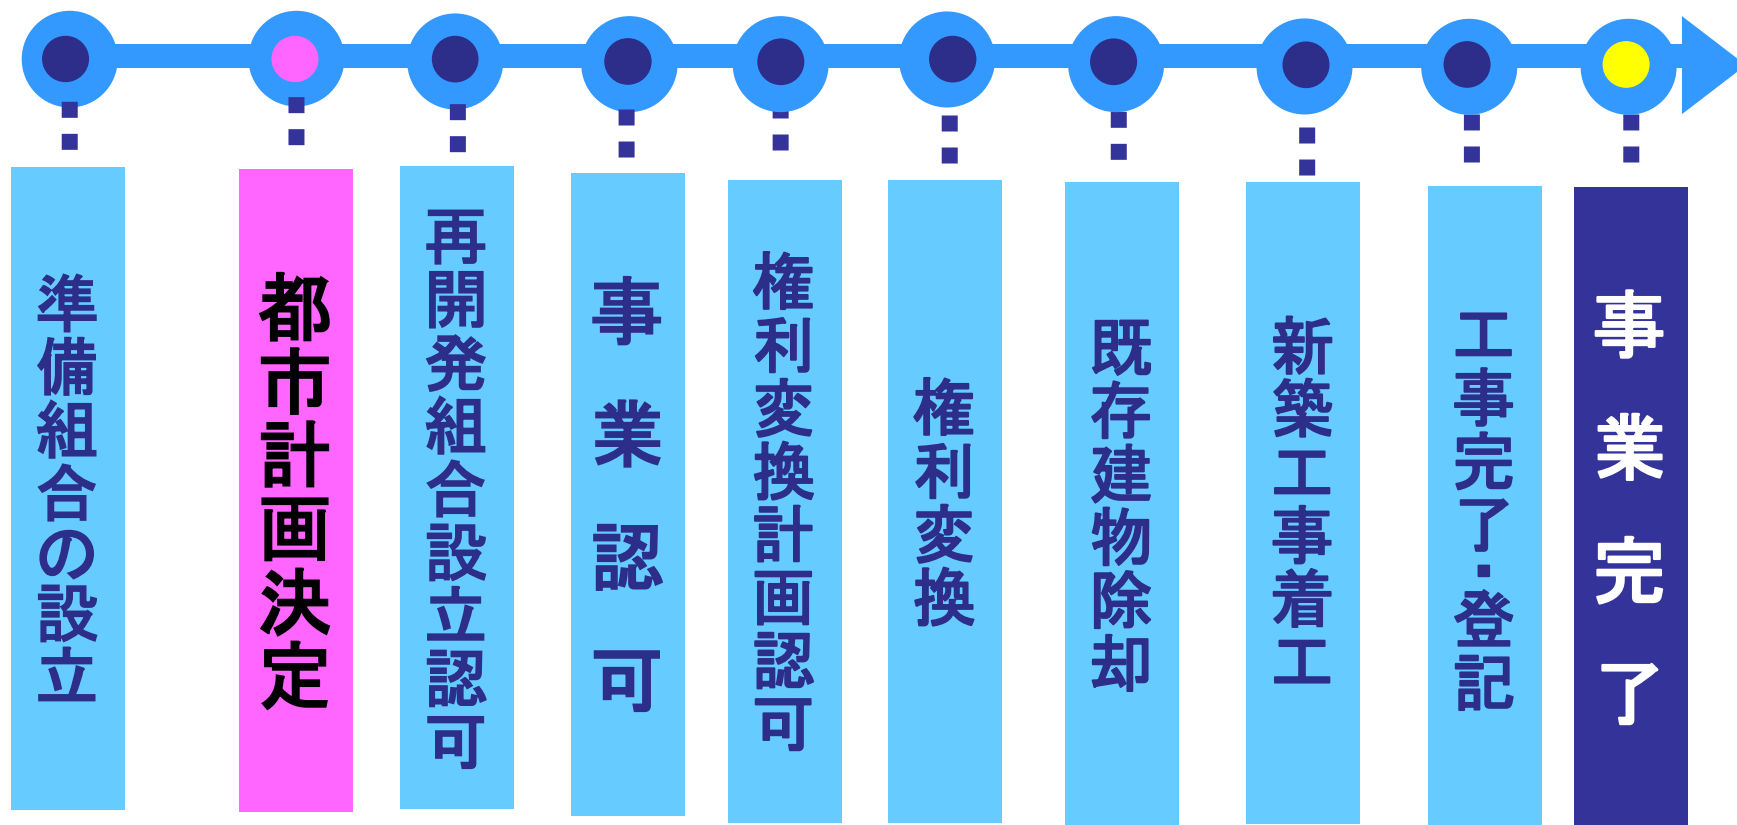 準備組合の設立
都市計画決定
再開発組合設立認可
事業認可
権利変換計画認可
権利変換
既存建物除却
新築工事着工
工事完了・登記
事業完了